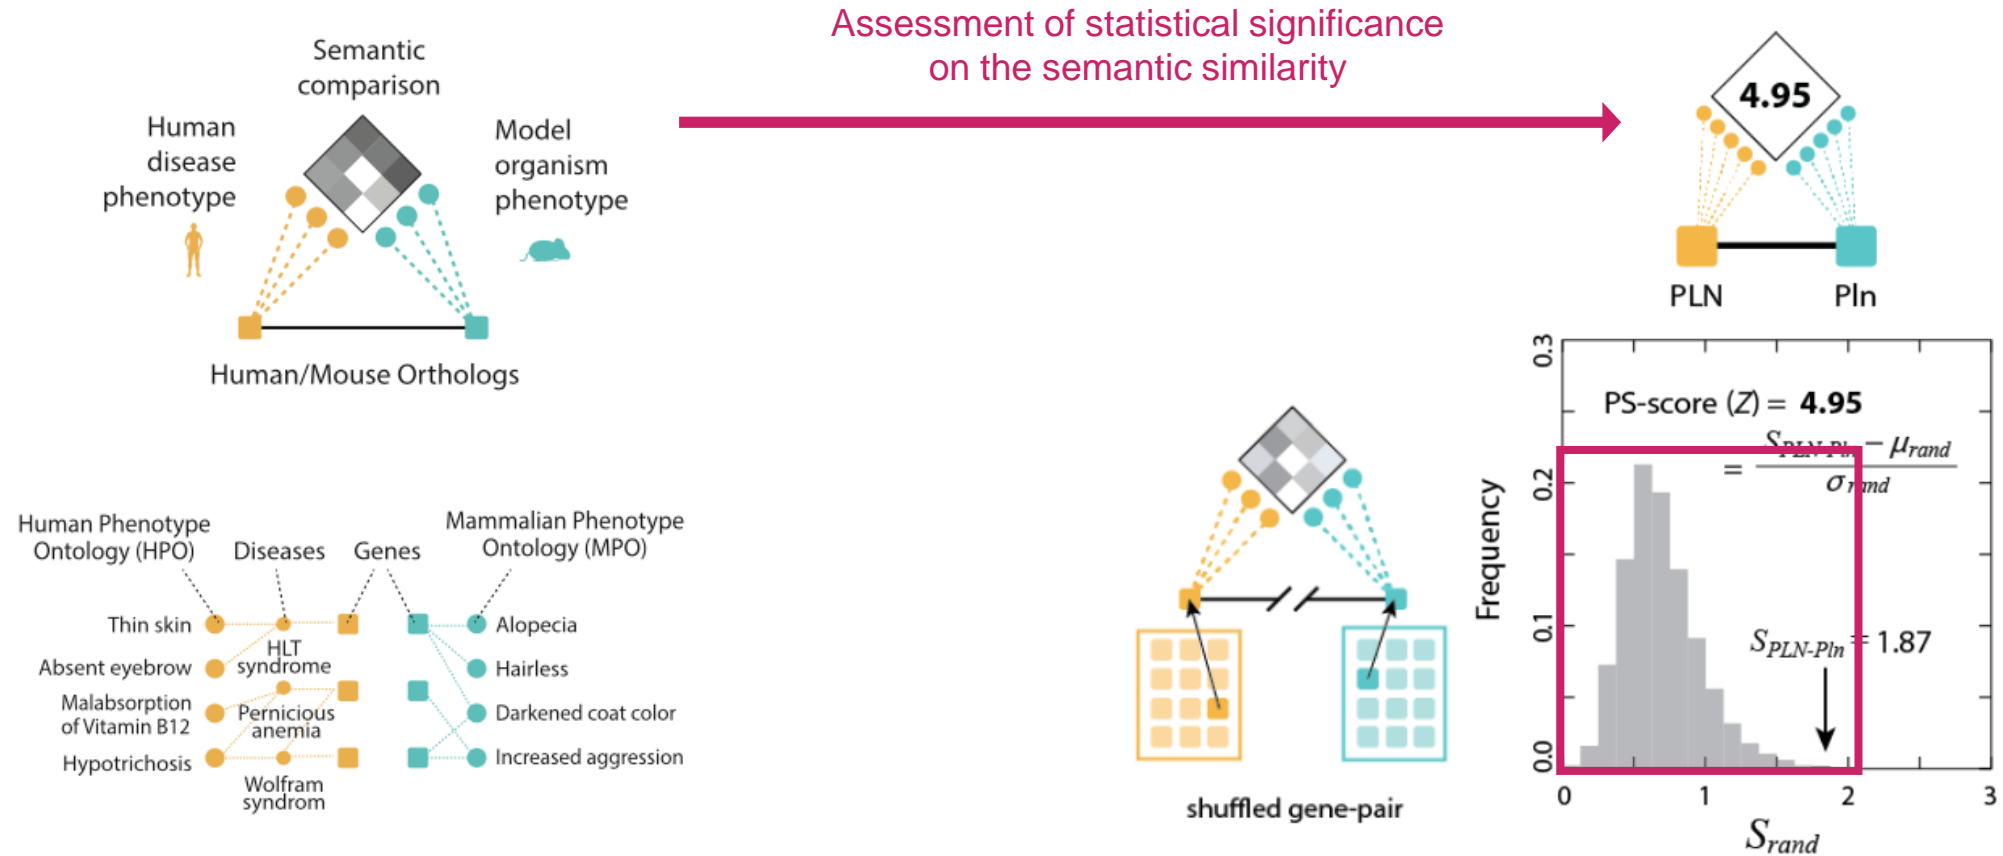 Assessment of statistical significance
on the semantic similarity
Semantic
comparison
Human
disease
phenotype
Model
organism
phenotype
Human/Mouse Orthologs
4.95
PLN
Pln
Human Phenotype
Ontology (HPO)
Diseases
Genes
Mammalian Phenotype
Ontology (MPO)
Thin skin
Absent eyebrow
Malabsorption
of Vitamin B12
Hypotrichosis
HLT
syndrome
Pernicious
anemia
Wolfram
syndrom
Alopecia
Hairless
Darkened coat color
Increased aggression
shuffled gene-pair
PS-score (Z) = 4.95
= S_PLN-Pln − μ_rand
σ_rand
S_PLN-Pln = 1.87
Frequency
0.3
0.2
0.1
0.0
0 1 2 3
S_rand